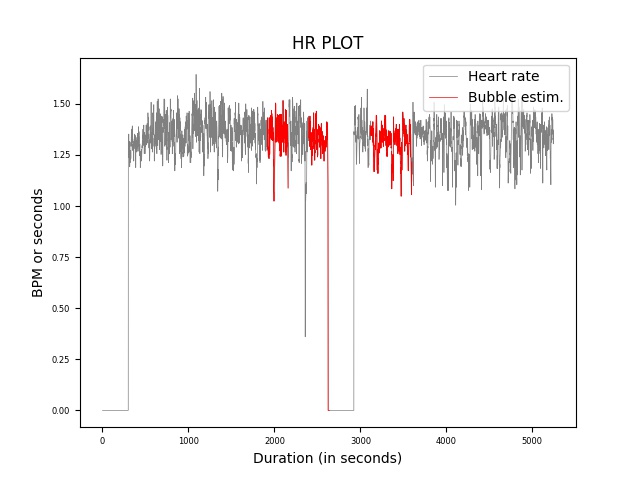 HR PLOT
Heart rate
Bubble estim.
1.50
1.25
1.00
0.75
0.50
0.25
0.00
BPM or seconds
0 1000 2000 3000 4000 5000
Duration (in seconds)